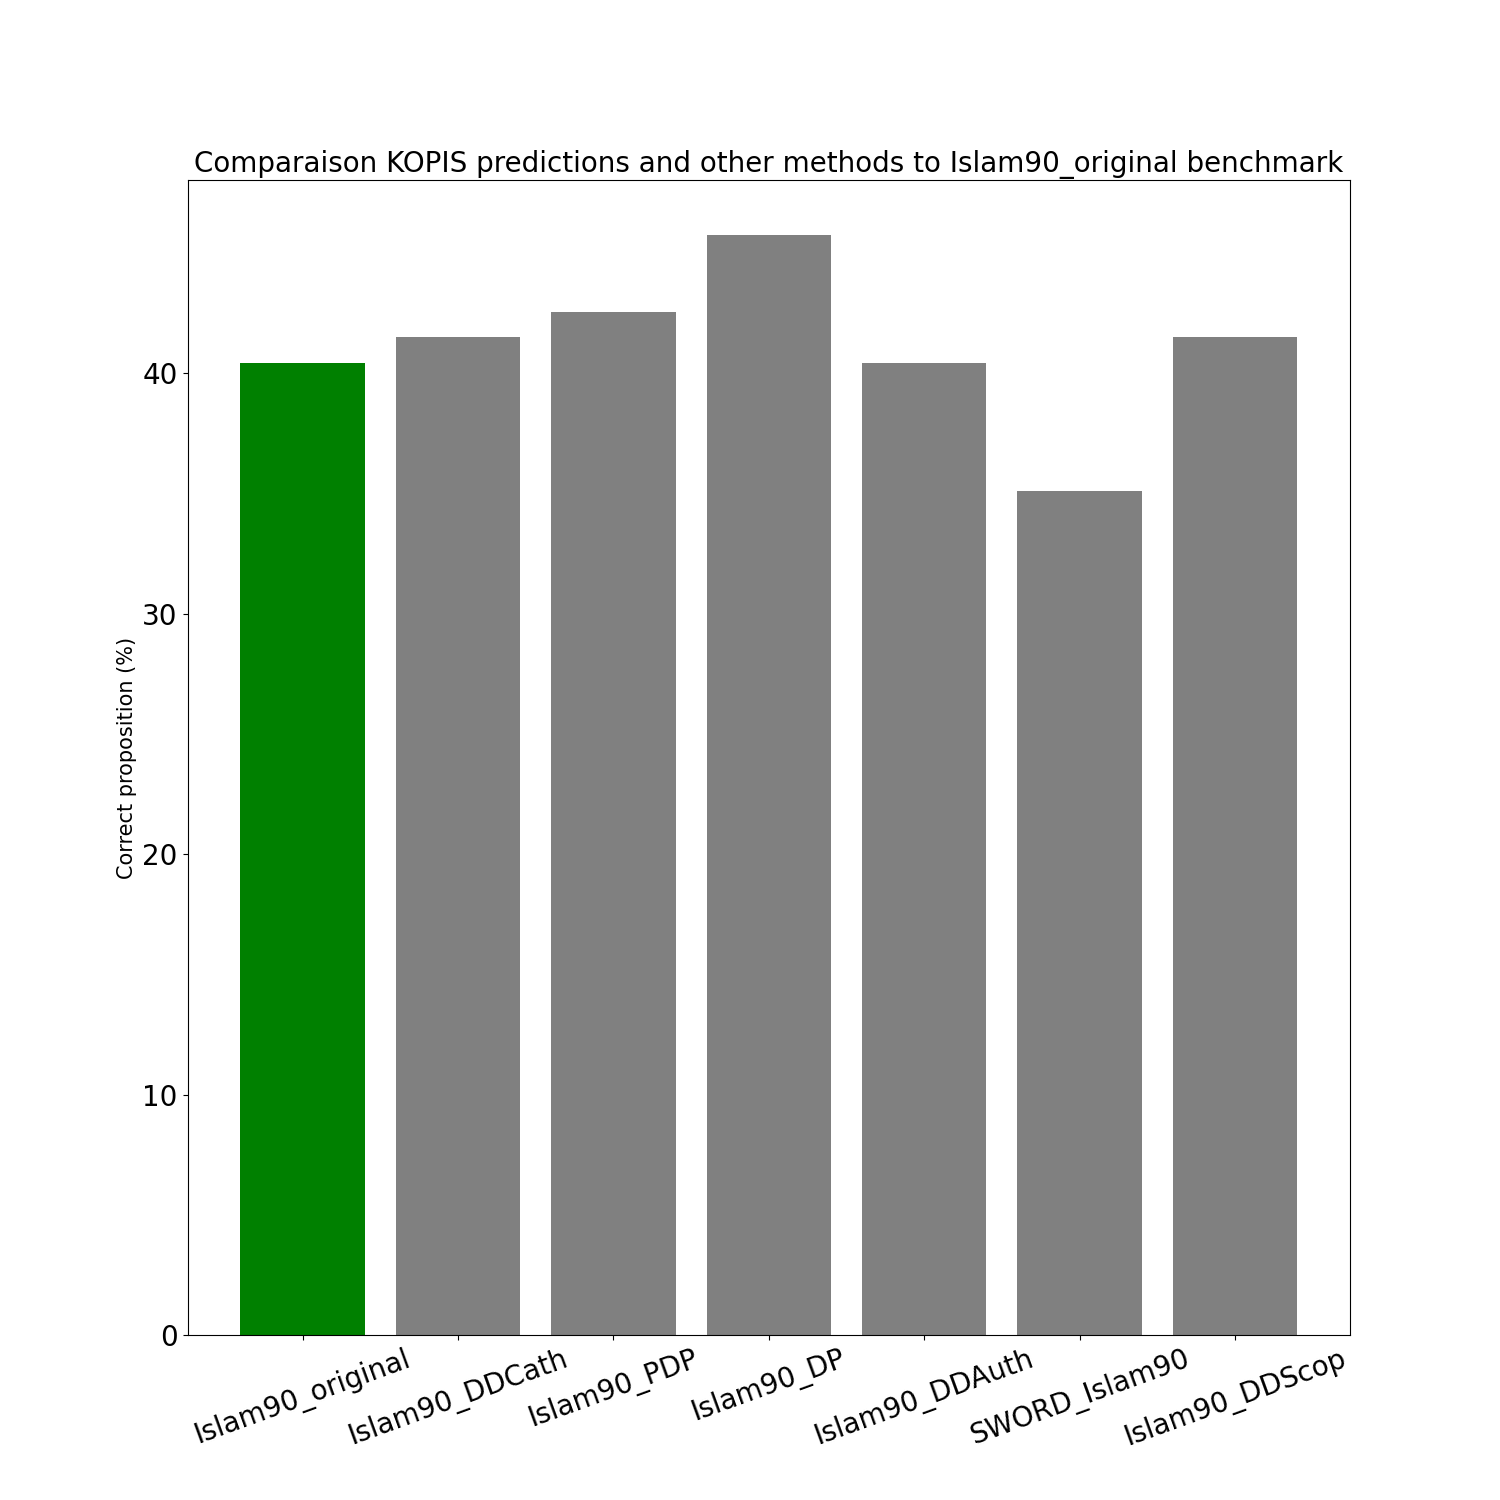 Comparaison KOPIS predictions and other methods to Islam90_original benchmark
Correct proposition (%)
40
30
20
10
0
Islam90_original
Islam90_DDCath
Islam90_PDP
Islam90_DP
Islam90_DDAuth
SWORD_Islam90
Islam90_DDScop